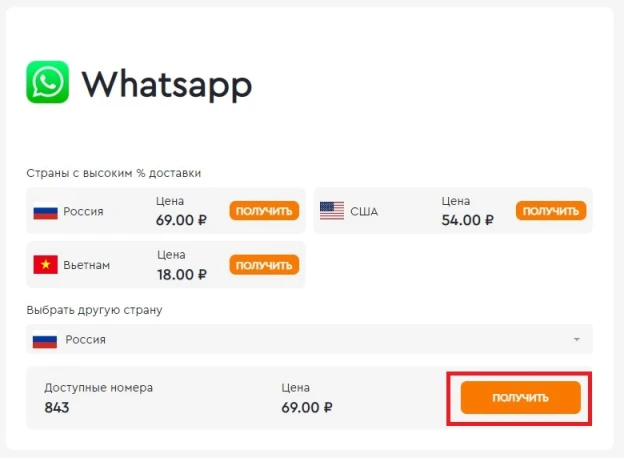 Whatsapp
Страны с высоким % доставки
Россия
Цена
69.00 ₽
ПОЛУЧИТЬ
США
Цена
54.00 ₽
ПОЛУЧИТЬ
Вьетнам
Цена
18.00 ₽
ПОЛУЧИТЬ
Выбрать другую страну
Россия
Доступные номера
843
Цена
69.00 ₽
ПОЛУЧИТЬ